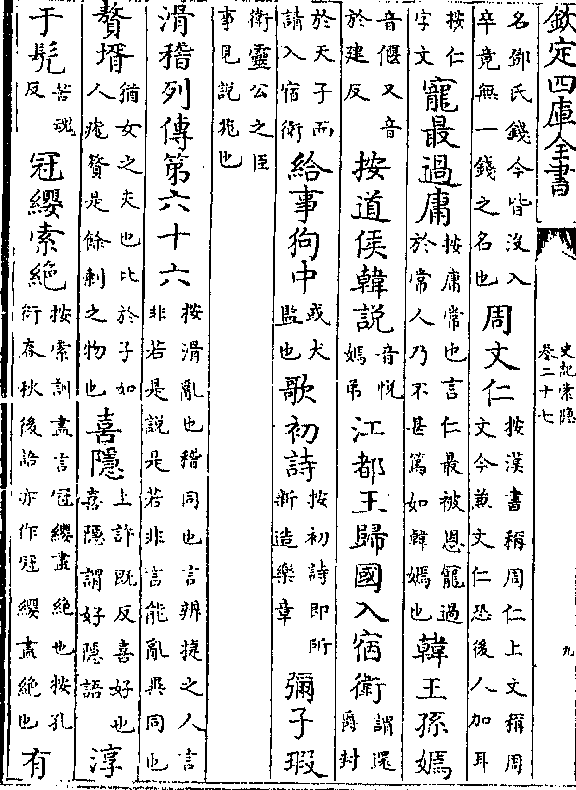 欽定四庫全書
史記索隱
卷二十七
九
名鄧氏錢今皆沒入
卒竟無一錢之名也
周文仁
按漢書稱周仁上文稱周
文今兼文仁恐後人加耳
按仁
字文
寵最過庸
按庸常也言仁最被恩寵過
於常人乃不甚篤如韓嫣也
韓王孫嫣
音偃又音
於建反
按道侯韓說
音悅
嫣弟
江都王歸國入宿衛
謂還
爵封
於天子而
請入宿衛
給事狗中
或犬
監也
歌初詩
按初詩即所
新造樂章
彌子瑕
衛靈公之臣
事見說苑也
滑稽列傳第六十六
按滑亂也稽同也言辨捷之人言
非若是說是若非言能亂異同也
贅壻
猶女之夫也比於子如
人疣贅是餘剩之物也
喜隱
上許既反喜好也
喜隱謂好隱語
淳
于髡
苦魂
反
冠纓索絶
按索訓盡言冠纓盡絶也按孔
衍春秋後語亦作冠纓盡絶也
有